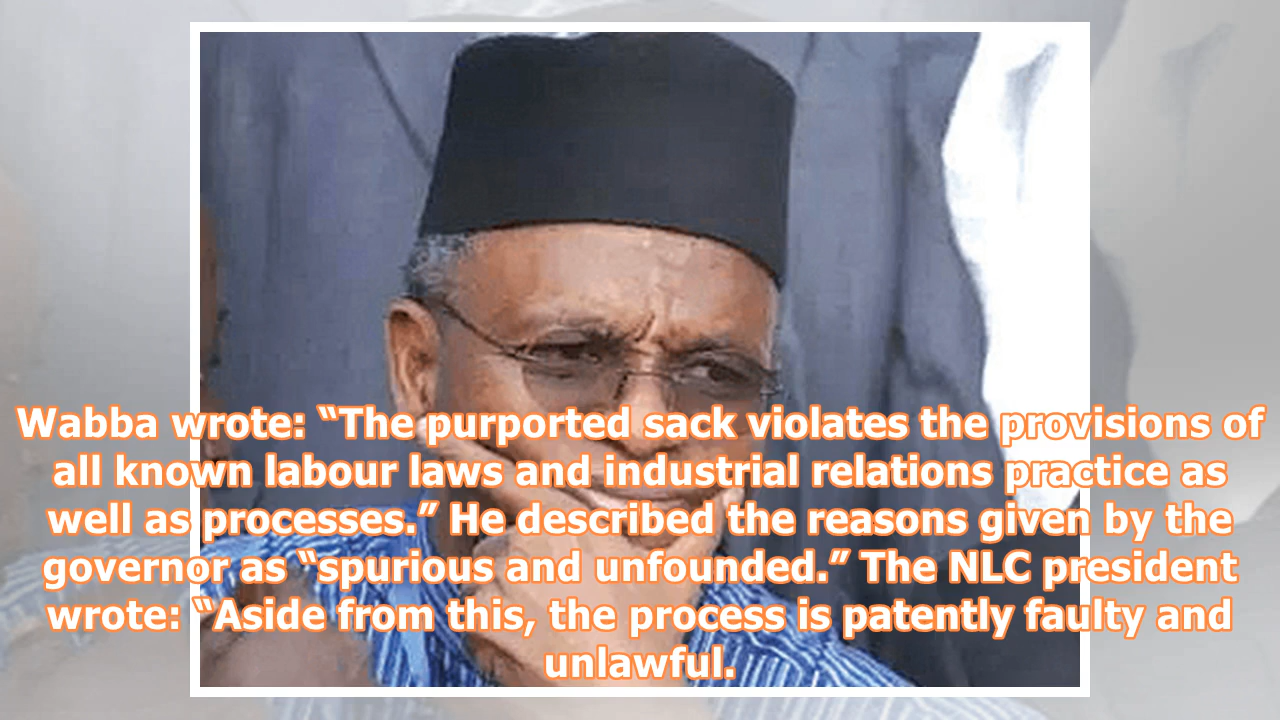 Wabba wrote: “The purported sack violates the provisions of
all known labour laws and industrial relations practice as
well as processes.” He described the reasons given by the
governor as “spurious and unfounded.” The NLC president
wrote: “Aside from this, the process is patently faulty and
unlawful.